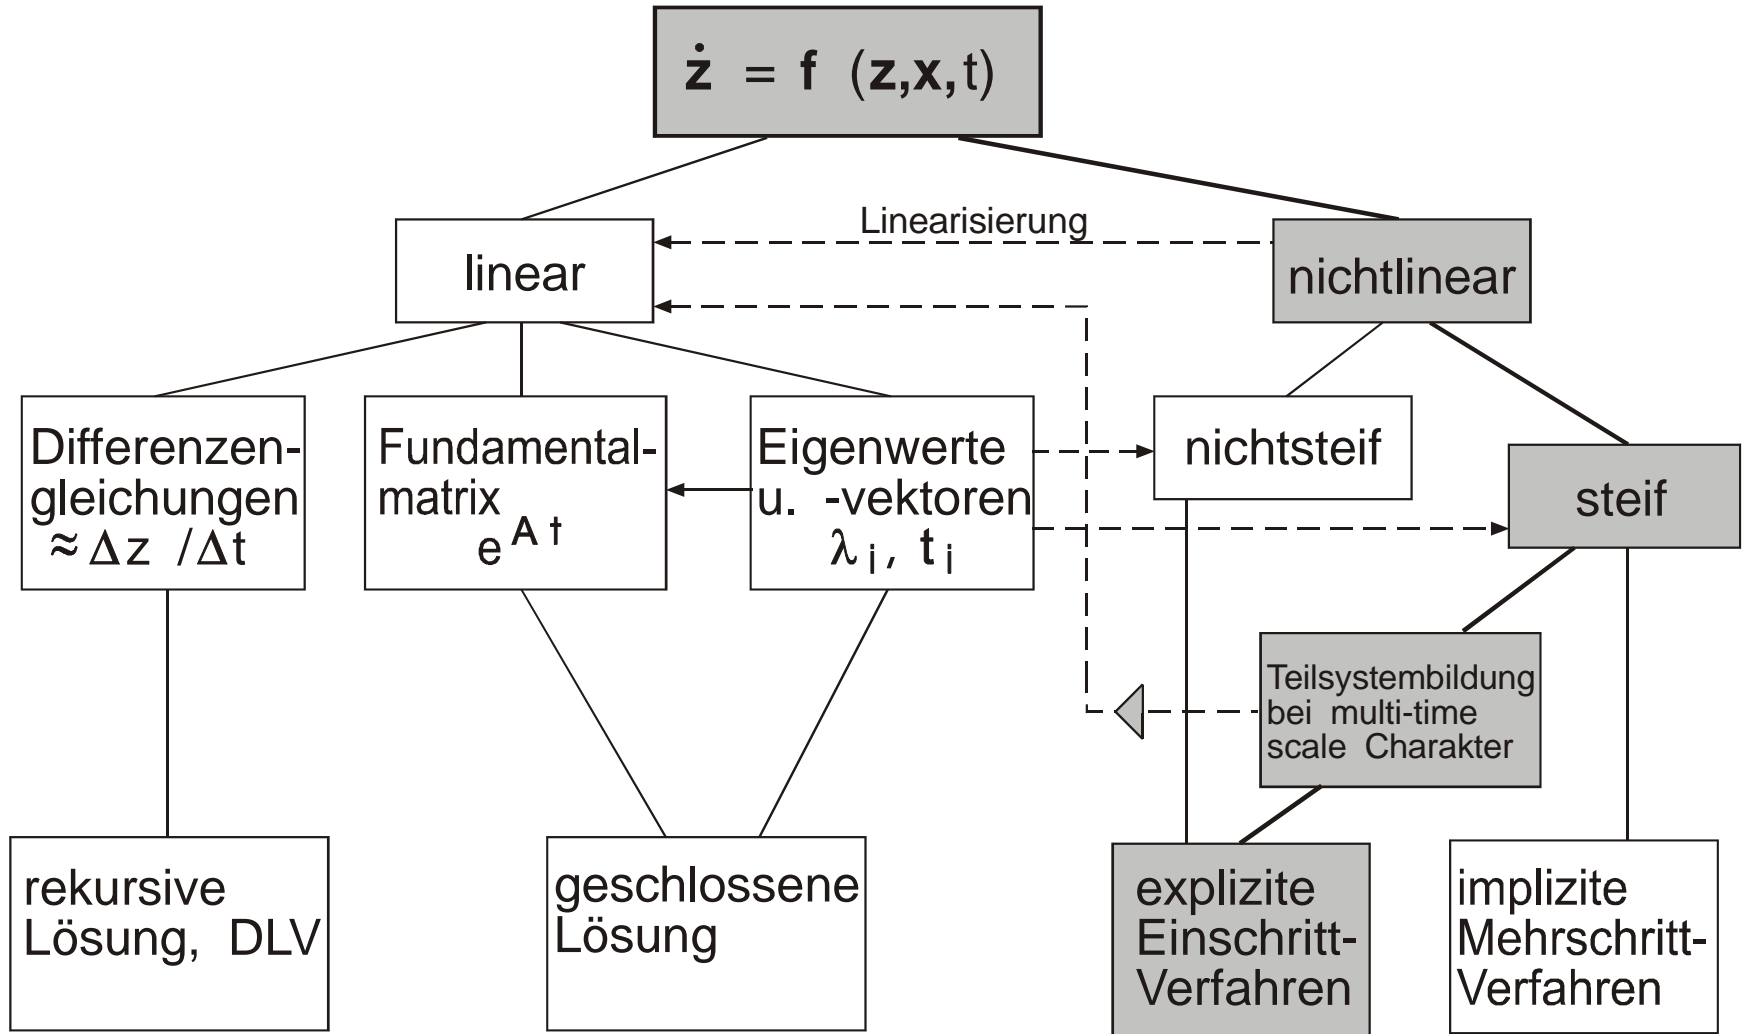 ż = f (z,x,t)
Linearisierung
linear
nichtlinear
Differenzen-
gleichungen
≈ Δz /Δt
Fundamental-
matrix
e^At
Eigenwerte
u. -vektoren
λi, ti
nichtsteif
steif
Teilsystembildung
bei multi-time
scale Charakter
rekursive
Lösung, DLV
geschlossene
Lösung
explizite
Einschritt-
Verfahren
implizite
Mehrschritt-
Verfahren